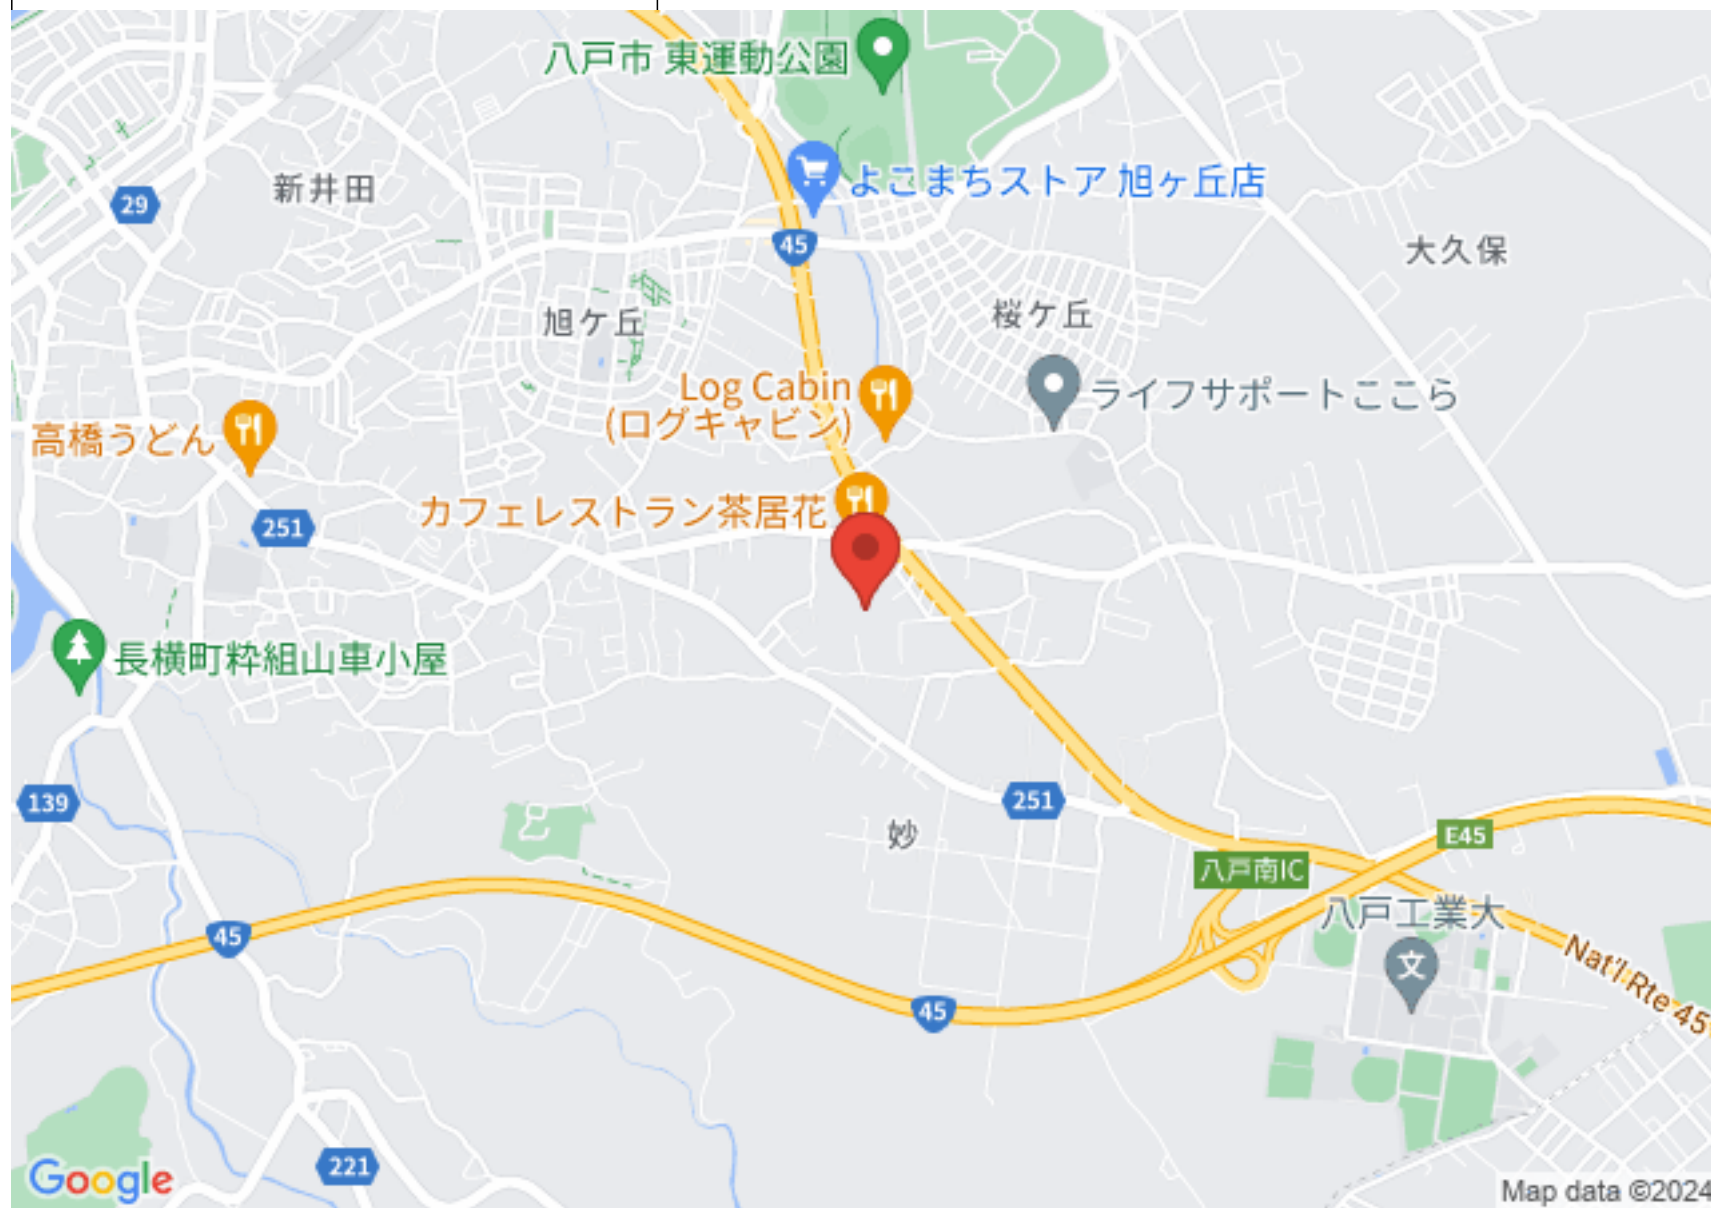 八戸市 東運動公園
よこまちストア 旭ヶ丘店
29
新井田
45
大久保
旭ケ丘
桜ケ丘
Log Cabin
(ログキャビン)
ライフサポートここら
高橋うどん
カフェレストラン茶居花
251
長横町粋組山車小屋
139
251
妙
E45
八戸南IC
八戸工業大
文
45
Nat'l Rte 45
45
221
Google
Map data ©2024